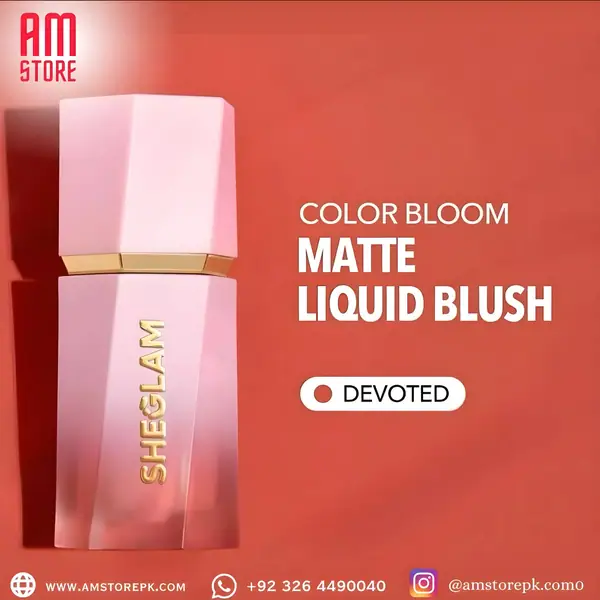 AM
STORE
COLOR BLOOM
MATTE
LIQUID BLUSH
DEVOTED
SHEGLAM
WWW.AMSTOREPK.COM
+92 326 4490040
@amstorepk.com0